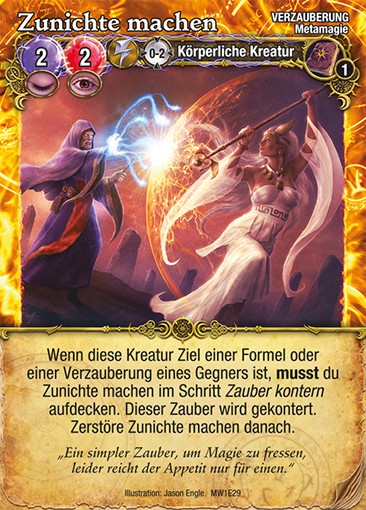 Zunichte machen
VERZAUBERUNG
Metamagie
2
2
0-2
Körperliche Kreatur
1
Wenn diese Kreatur Ziel einer Formel oder
einer Verzauberung eines Gegners ist, musst du
Zunichte machen im Schritt Zauber kontern
aufdecken. Dieser Zauber wird gekontert.
Zerstöre Zunichte machen danach.
„Ein simpler Zauber, um Magie zu fressen,
leider reicht der Appetit nur für einen.“
Illustration: Jason Engle. MW1E29